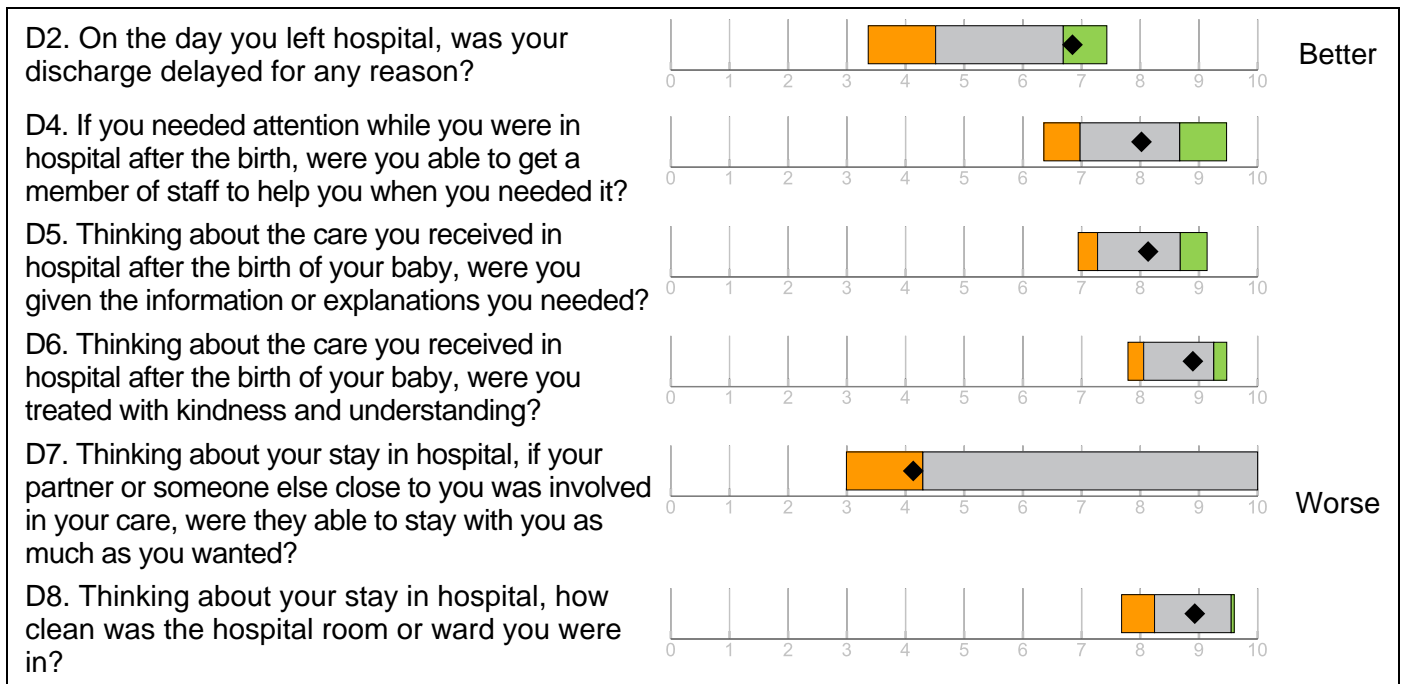 D2. On the day you left hospital, was your
discharge delayed for any reason?
0 1 2 3 4 5 6 7 8 9 10
Better
D4. If you needed attention while you were in
hospital after the birth, were you able to get a
member of staff to help you when you needed it?
0 1 2 3 4 5 6 7 8 9 10
D5. Thinking about the care you received in
hospital after the birth of your baby, were you
given the information or explanations you needed?
0 1 2 3 4 5 6 7 8 9 10
D6. Thinking about the care you received in
hospital after the birth of your baby, were you
treated with kindness and understanding?
0 1 2 3 4 5 6 7 8 9 10
D7. Thinking about your stay in hospital, if your
partner or someone else close to you was involved
in your care, were they able to stay with you as
much as you wanted?
0 1 2 3 4 5 6 7 8 9 10
Worse
D8. Thinking about your stay in hospital, how
clean was the hospital room or ward you were
in?
0 1 2 3 4 5 6 7 8 9 10